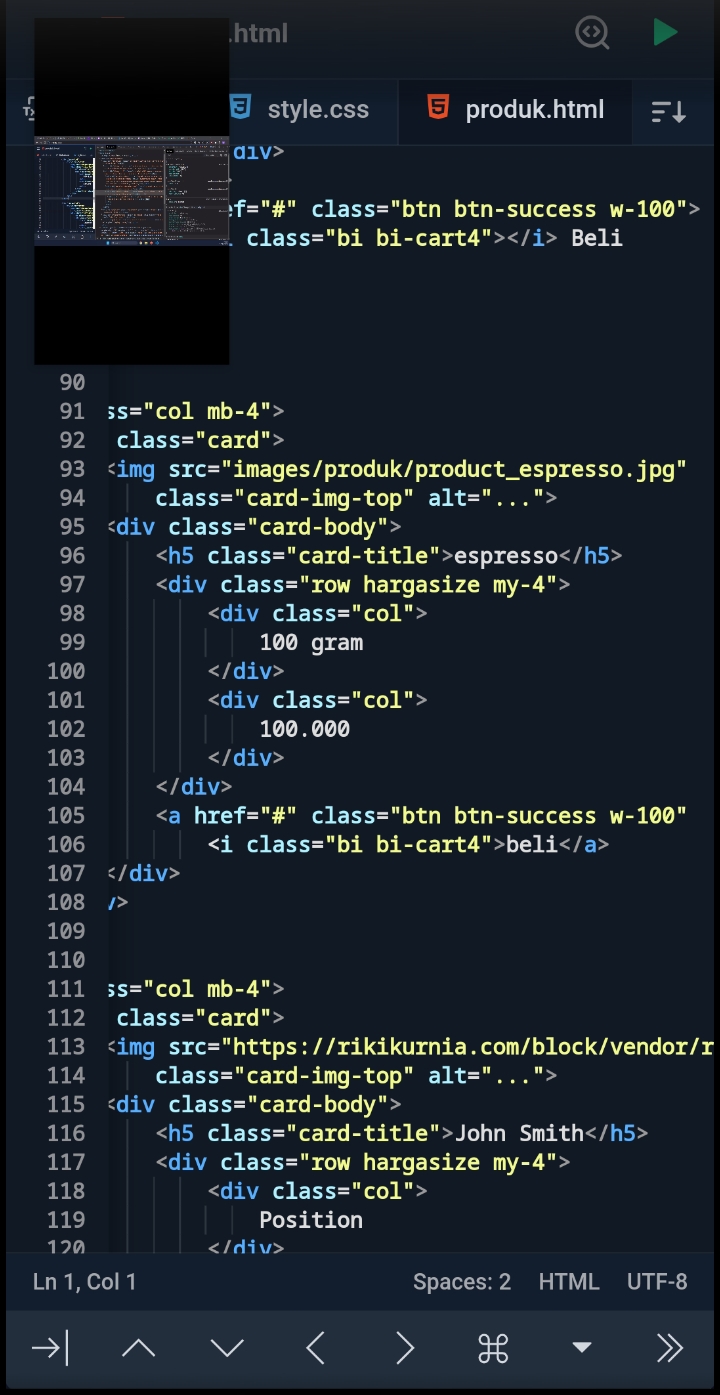 .html
style.css
produk.html
div>
>
ef="#" class="btn btn-success w-100">
class="bi bi-cart4"></i> Beli
90
91 ss="col mb-4">
92 class="card">
93 <img src="images/produk/product_espresso.jpg"
94 class="card-img-top" alt="...">
95 <div class="card-body">
96 <h5 class="card-title">espresso</h5>
97 <div class="row hargasize my-4">
98 <div class="col">
99 100 gram
100 </div>
101 <div class="col">
102 100.000
103 </div>
104 </div>
105 <a href="#" class="btn btn-success w-100"
106 <i class="bi bi-cart4">beli</a>
107 </div>
108 v>
109
110
111 ss="col mb-4">
112 class="card">
113 <img src="https://rikikurnia.com/block/vendor/r
114 class="card-img-top" alt="...">
115 <div class="card-body">
116 <h5 class="card-title">John Smith</h5>
117 <div class="row hargasize my-4">
118 <div class="col">
119 Position
120 </div>
Ln 1, Col 1 Spaces: 2 HTML UTF-8